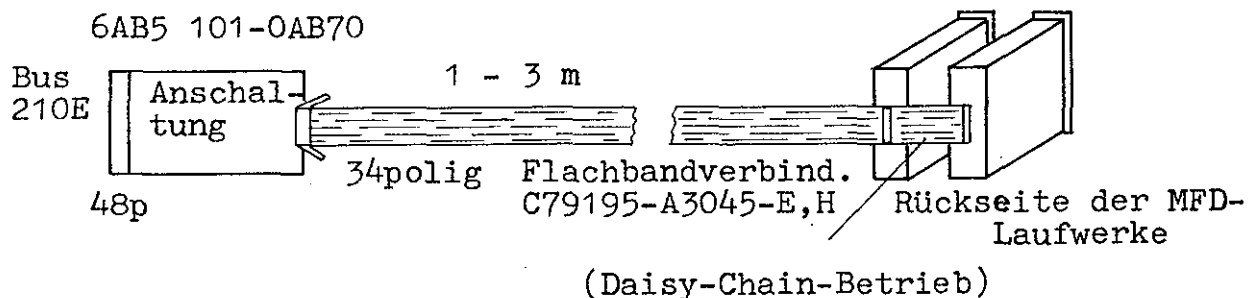 6AB5 101-0AB70
Bus
210E
Anschal-
tung
1 - 3 m
48p
34polig
Flachbandverbind.
C79195-A3045-E,H
Rückseite der MFD-
Laufwerke
(Daisy-Chain-Betrieb)